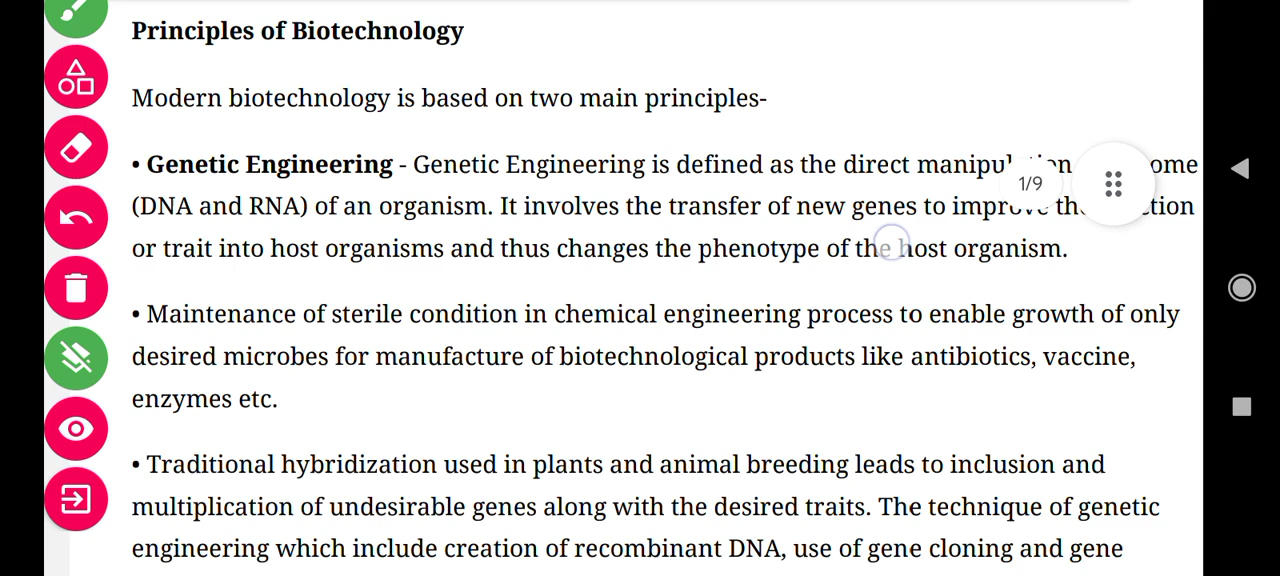 Principles of Biotechnology
Modern biotechnology is based on two main principles-
• Genetic Engineering - Genetic Engineering is defined as the direct
(DNA and RNA) of an organism. It involves the transfer of new genes to improve
or trait into host organisms and thus changes the phenotype of the host organism.
• Maintenance of sterile condition in chemical engineering process to enable growth of only
desired microbes for manufacture of biotechnological products like antibiotics, vaccine,
enzymes etc.
• Traditional hybridization used in plants and animal breeding leads to inclusion and
multiplication of undesirable genes along with the desired traits. The technique of genetic
engineering which include creation of recombinant DNA, use of gene cloning and gene
1/9